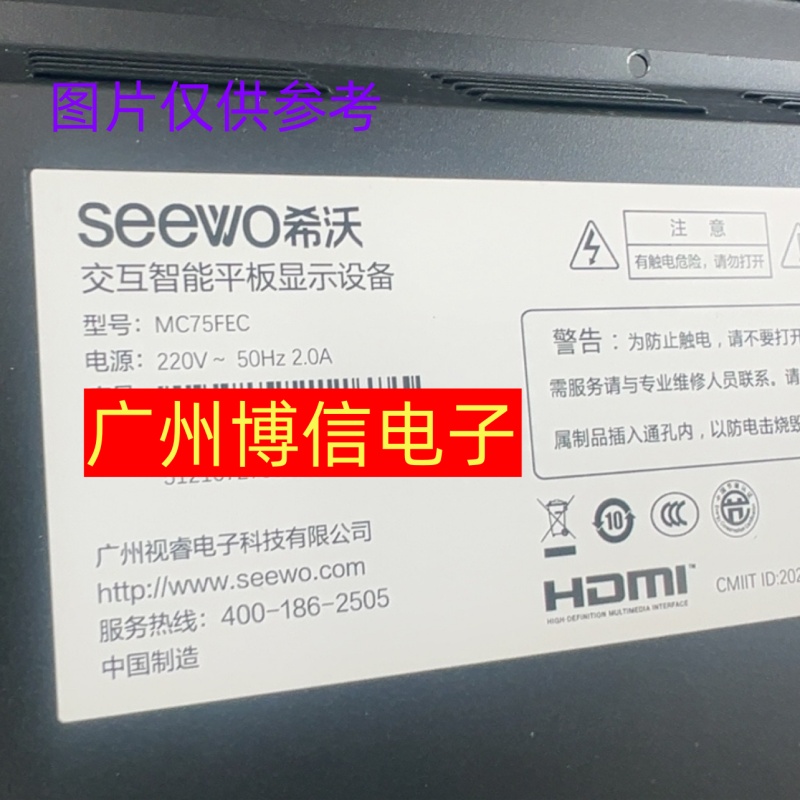 图片仅供参考
seewo希沃
交互智能平板显示设备
型号: MC75FEC
电源: 220V ~ 50Hz 2.0A
广州博信电子
广州视睿电子科技有限公司
http://www.seewo.com
服务热线: 400-186-2505
中国制造
注 意
有触电危险，请勿打开
警告: 为防止触电，请不要打开
需服务请与专业维修人员联系。请
属制品插入通孔内，以防电击烧毁
10
CCC
HDMI™
HIGH DEFINITION MULTIMEDIA INTERFACE
CMIIT ID:202